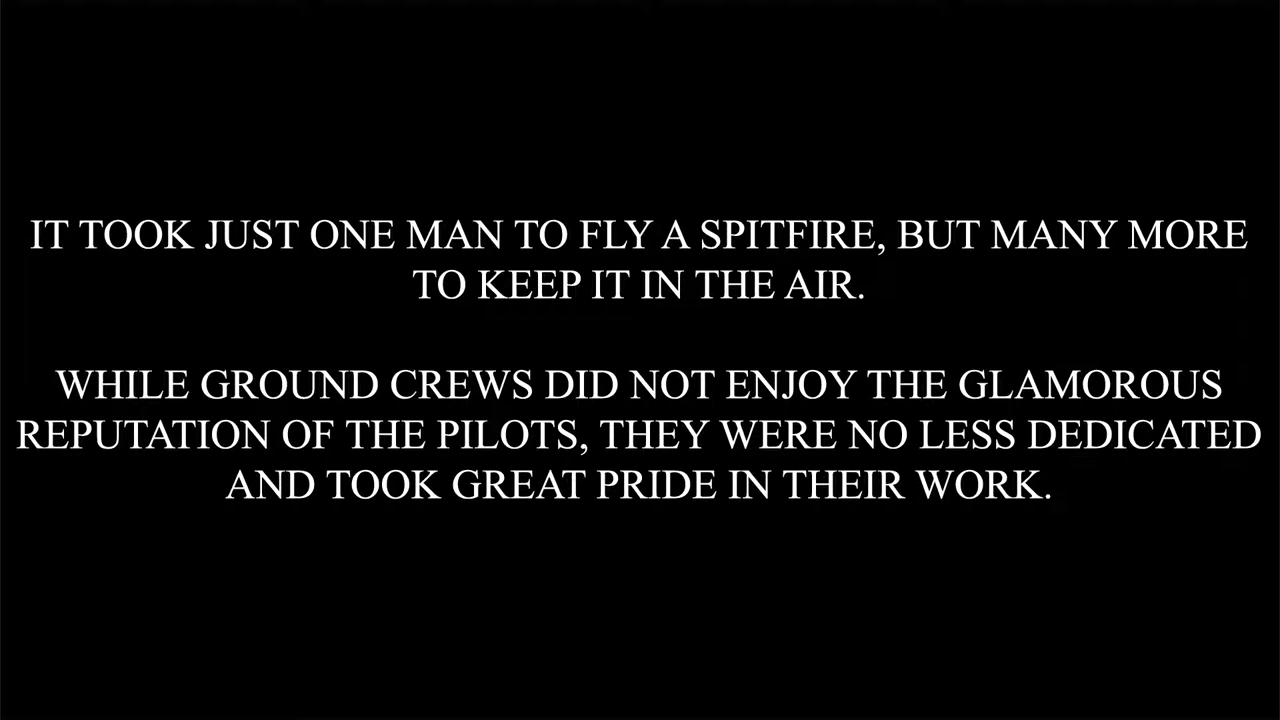 IT TOOK JUST ONE MAN TO FLY A SPITFIRE, BUT MANY MORE
TO KEEP IT IN THE AIR.
WHILE GROUND CREWS DID NOT ENJOY THE GLAMOROUS
REPUTATION OF THE PILOTS, THEY WERE NO LESS DEDICATED
AND TOOK GREAT PRIDE IN THEIR WORK.